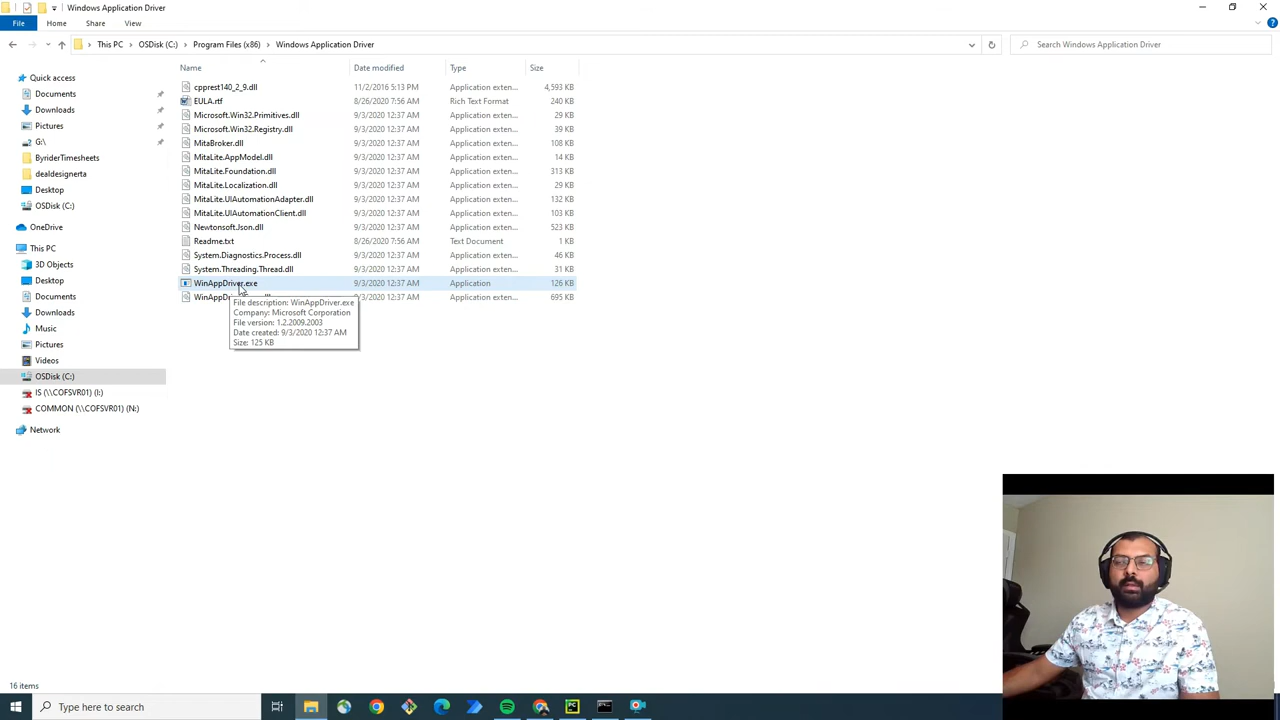 Windows Application Driver
File Home Share View
This PC > OSDisk (C:) > Program Files (x86) > Windows Application Driver
Search Windows Application Driver
Name Date modified Type Size
Quick access
Documents
Downloads
Pictures
G:\
ByriderTimesheets
dealdesignerta
Desktop
OSDisk (C:)
OneDrive
This PC
3D Objects
Desktop
Documents
Downloads
Music
Pictures
Videos
OSDisk (C:)
IS (\\COFSVR01) (I:)
COMMON (\\COFSVR01) (N:)
Network
cpprest140_2_9.dll 11/2/2016 5:13 PM Application exten... 4,593 KB
EULA.rtf 8/26/2020 7:56 AM Rich Text Format 240 KB
Microsoft.Win32.Primitives.dll 9/3/2020 12:37 AM Application exten... 29 KB
Microsoft.Win32.Registry.dll 9/3/2020 12:37 AM Application exten... 39 KB
MitaBroker.dll 9/3/2020 12:37 AM Application exten... 108 KB
MitaLite.AppModel.dll 9/3/2020 12:37 AM Application exten... 14 KB
MitaLite.Foundation.dll 9/3/2020 12:37 AM Application exten... 313 KB
MitaLite.Localization.dll 9/3/2020 12:37 AM Application exten... 12 KB
MitaLite.UIAutomationAdapter.dll 9/3/2020 12:37 AM Application exten... 132 KB
MitaLite.UIAutomationClient.dll 9/3/2020 12:37 AM Application exten... 103 KB
Newtonsoft.Json.dll 9/3/2020 12:37 AM Application exten... 523 KB
Readme.txt 8/26/2020 7:56 AM Text Document 1 KB
System.Diagnostics.Process.dll 9/3/2020 12:37 AM Application exten... 46 KB
System.Threading.Thread.dll 9/3/2020 12:37 AM Application exten... 31 KB
WinAppDriver.exe 9/3/2020 12:37 AM Application 126 KB
9/3/2020 12:37 AM Application exten... 695 KB
File description: WinAppDriver.exe
Company: Microsoft Corporation
File version: 1.2.2009.2003
Date created: 9/3/2020 12:37 AM
Size: 125 KB
16 items
Type here to search